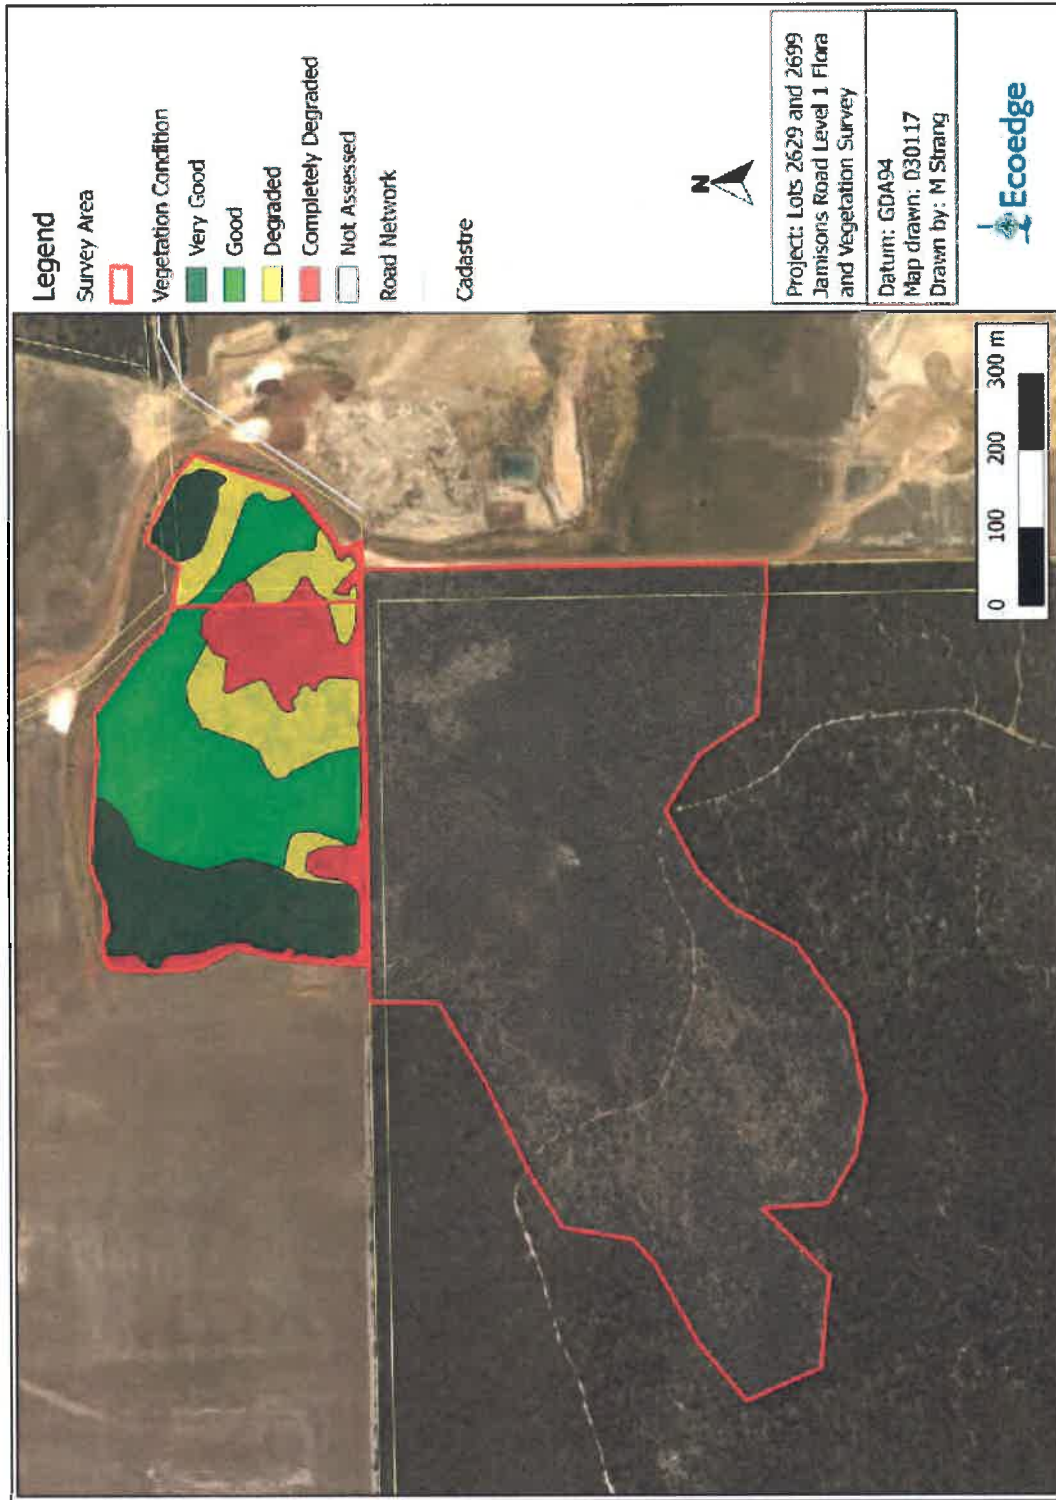 Legend
Survey Area
Vegetation Condition
Very Good
Good
Degraded
Completely Degraded
Not Assessed
Road Network
Cadastre
N
Project: Lots 2629 and 2699
Jamisons Road Level 1 Flora
and Vegetation Survey
Datum: GDA94
Map drawn: 030117
Drawn by: M Strang
Ecoedge
0 100 200 300 m